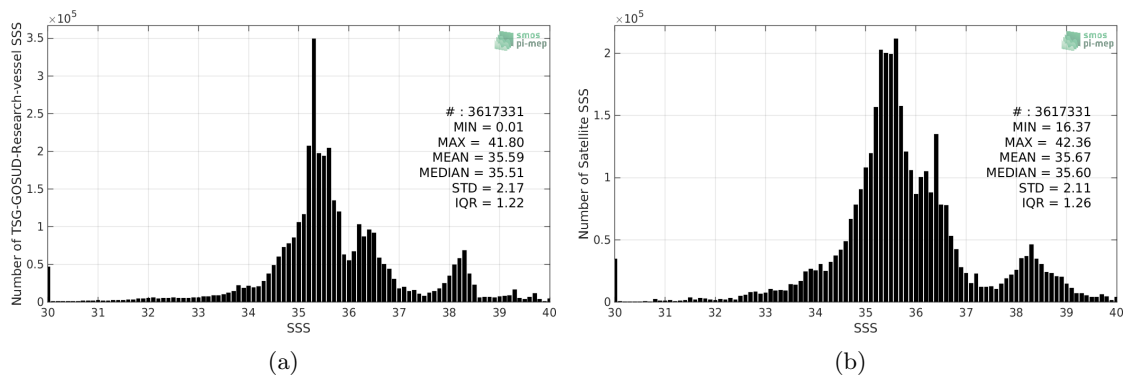 ×10^5
Number of TSG-GOSUD-Research-vessel SSS
3.5
3
2.5
2
1.5
1
0.5
0
smos
pi-mep
# : 3617331
MIN = 0.01
MAX = 41.80
MEAN = 35.59
MEDIAN = 35.51
STD = 2.17
IQR = 1.22
30 31 32 33 34 35 36 37 38 39 40
SSS
(a)
×10^5
Number of Satellite SSS
2
1.5
1
0.5
0
smos
pi-mep
# : 3617331
MIN = 16.37
MAX = 42.36
MEAN = 35.67
MEDIAN = 35.60
STD = 2.11
IQR = 1.26
30 31 32 33 34 35 36 37 38 39 40
SSS
(b)